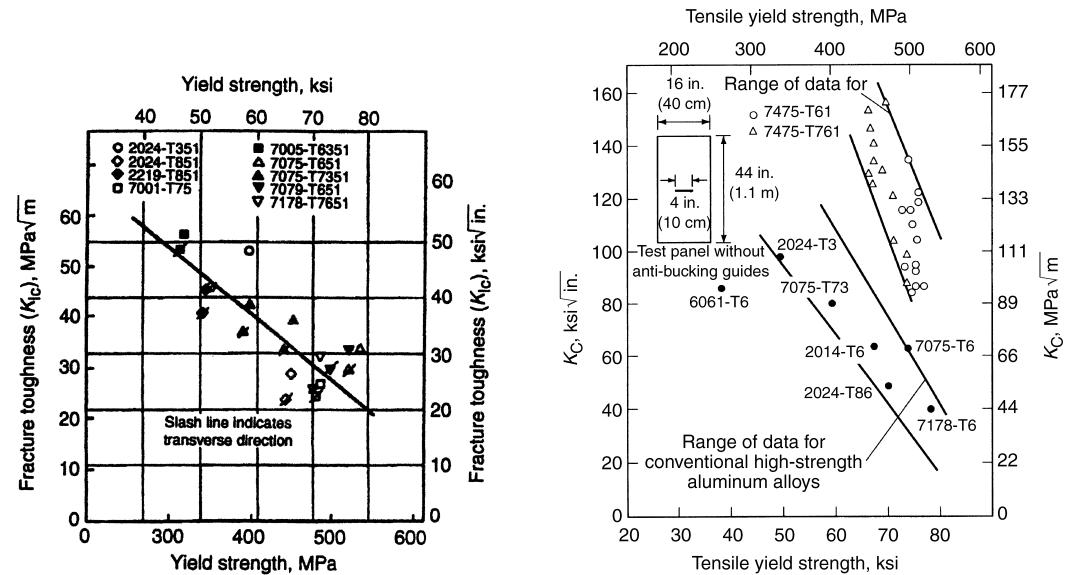 Yield strength, ksi
40 50 60 70 80
2024-T351
2024-T851
2219-T851
7001-T75
7005-T6351
7075-T651
7075-T7351
7079-T651
7178-T7651
Fracture toughness (KIC), MPa√m
60
50
40
30
20
10
0
60
50
40
30
20
10
0
Fracture toughness (KIC), ksi√in.
Slash line indicates
transverse direction
0 300 400 500 600
Yield strength, MPa
Tensile yield strength, MPa
200 300 400 500 600
KC, ksi√in.
160
140
120
100
80
60
40
20
0
177
155
133
111
89
66
44
22
0
KC, MPa√m
16 in.
(40 cm)
44 in.
(1.1 m)
4 in.
(10 cm)
Test panel without
anti-bucking guides
Range of data for
7475-T61
7475-T761
2024-T3
6061-T6
7075-T73
2014-T6
7075-T6
2024-T86
7178-T6
Range of data for
conventional high-strength
aluminum alloys
20 30 40 50 60 70 80
Tensile yield strength, ksi